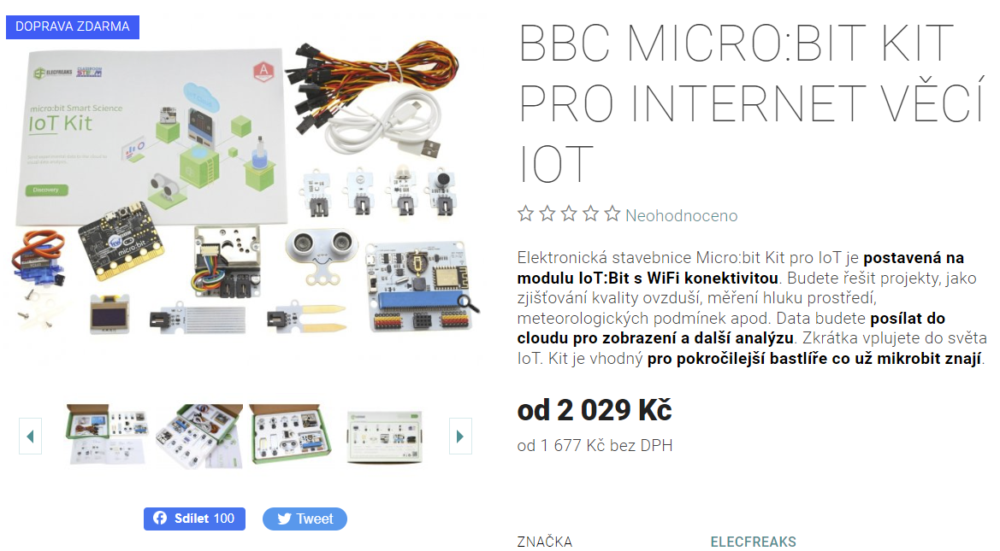 DOPRAVA ZDARMA
BBC MICRO:BIT KIT
PRO INTERNET VĚCÍ
IOT
Neohodnoceno
Elektronická stavebnice Micro:bit Kit pro IoT je postavená na
modulu IoT:Bit s WiFi konektivitou. Budete řešit projekty, jako
zjišťování kvality ovzduší, měření hluku prostředí,
meteorologických podmínek apod. Data budete posílat do
cloudu pro zobrazení a další analýzu. Zkrátka vplujete do světa
IoT. Kit je vhodný pro pokročilejší bastlíře co už mikrobit znají.
od 2 029 Kč
od 1 677 Kč bez DPH
ZNAČKA ELECFREAKS
ELECFREAKS
micro:bit Smart Science
IoT Kit
Discovery
micro:bit
Sdílet 100
Tweet